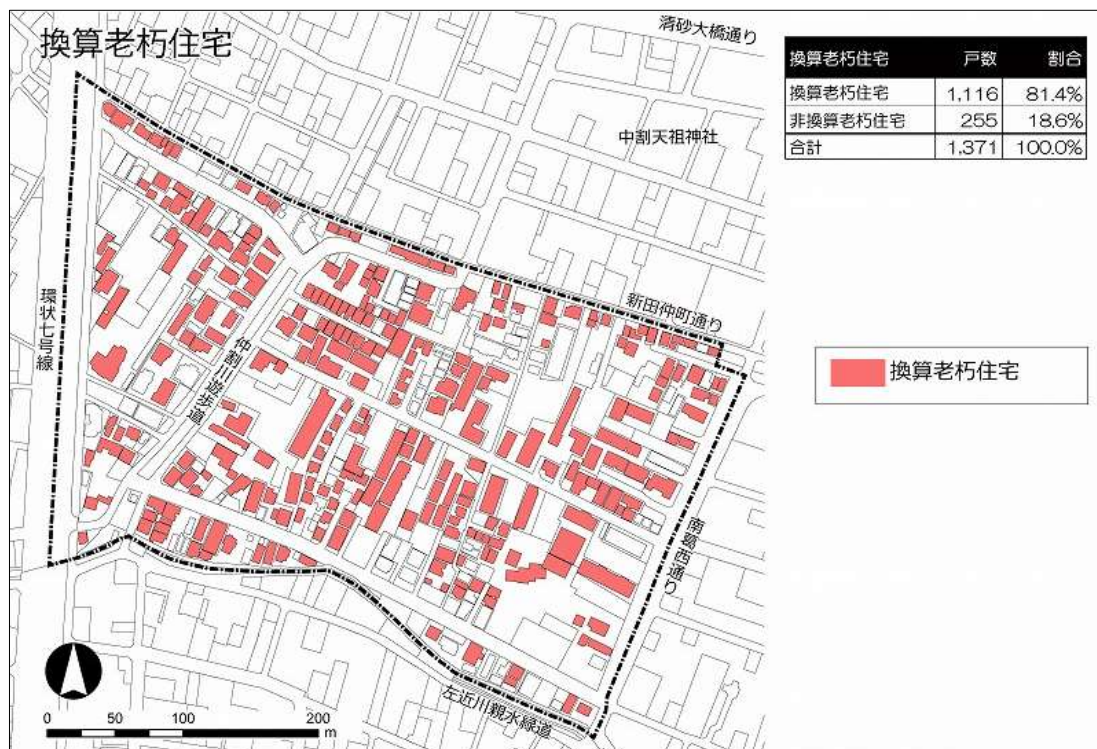 換算老朽住宅
清砂大橋通り
中割天祖神社
環状七号線
仲割川遊歩道
新田仲町通り
南葛西通り
左近川親水緑道
0 50 100 200
m
換算老朽住宅 戸数 割合
換算老朽住宅 1,116 81.4%
非換算老朽住宅 255 18.6%
合計 1,371 100.0%
換算老朽住宅